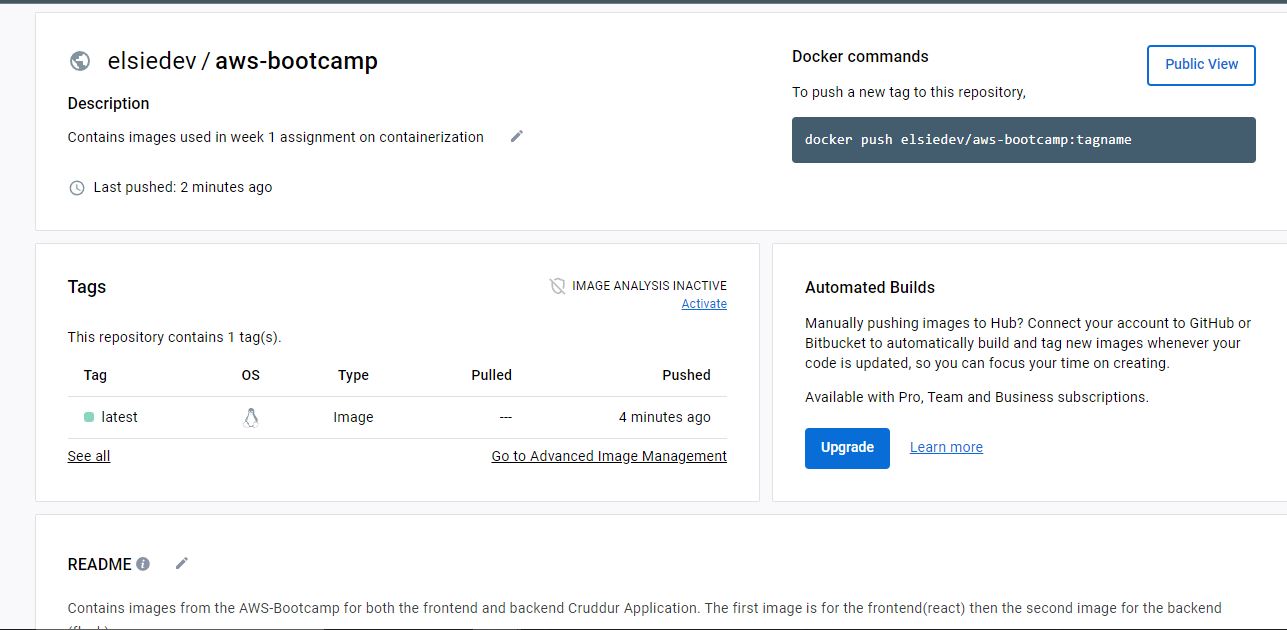 elsiedev / aws-bootcamp
Description
Contains images used in week 1 assignment on containerization
Last pushed: 2 minutes ago
Docker commands
Public View
To push a new tag to this repository,
docker push elsiedev/aws-bootcamp:tagname
Tags
IMAGE ANALYSIS INACTIVE
Activate
This repository contains 1 tag(s).
Tag OS Type Pulled Pushed
latest Image --- 4 minutes ago
See all Go to Advanced Image Management
Automated Builds
Manually pushing images to Hub? Connect your account to GitHub or
Bitbucket to automatically build and tag new images whenever your
code is updated, so you can focus your time on creating.
Available with Pro, Team and Business subscriptions.
Upgrade Learn more
README
Contains images from the AWS-Bootcamp for both the frontend and backend Cruddur Application. The first image is for the frontend(react) then the second image for the backend